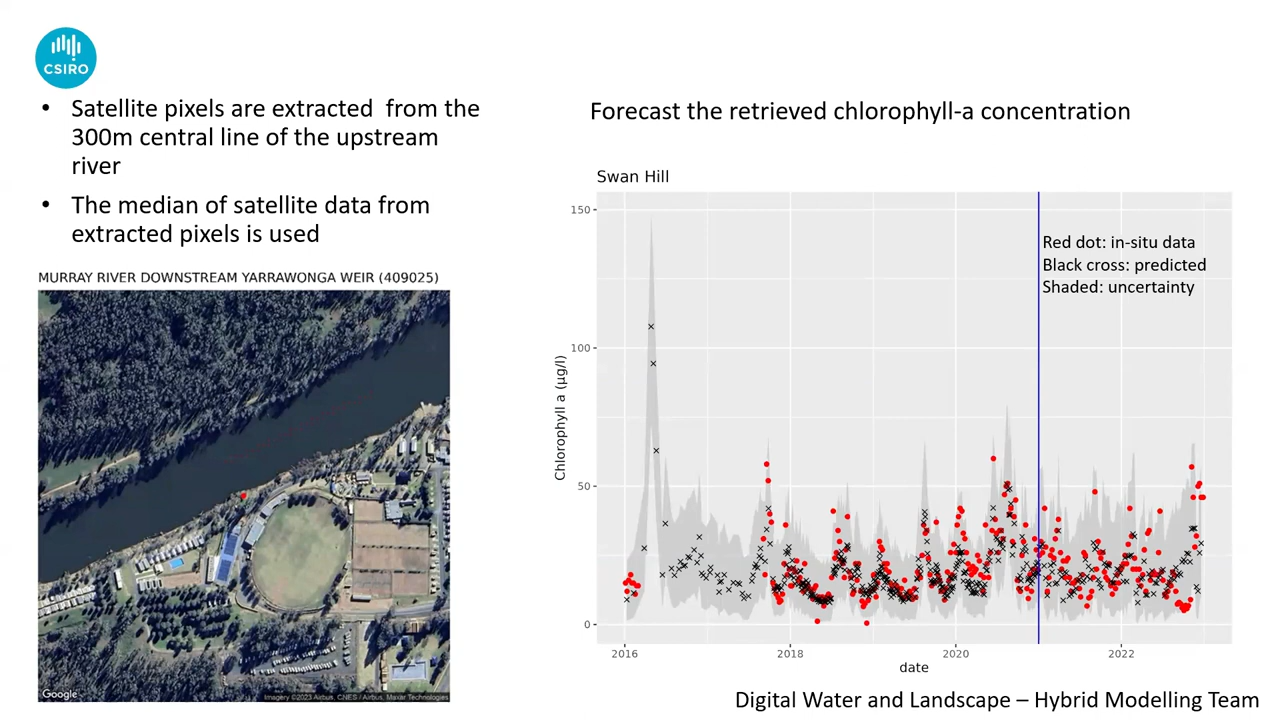 CSIRO
• Satellite pixels are extracted from the
300m central line of the upstream
river
• The median of satellite data from
extracted pixels is used
MURRAY RIVER DOWNSTREAM YARRAWONGA WEIR (409025)
Google
Imagery ©2023 Airbus, CNES / Airbus, Maxar Technologies
Forecast the retrieved chlorophyll-a concentration
Swan Hill
Red dot: in-situ data
Black cross: predicted
Shaded: uncertainty
Chlorophyll a (µg/l)
150
100
50
0
2016 2018 2020 2022
date
Digital Water and Landscape – Hybrid Modelling Team